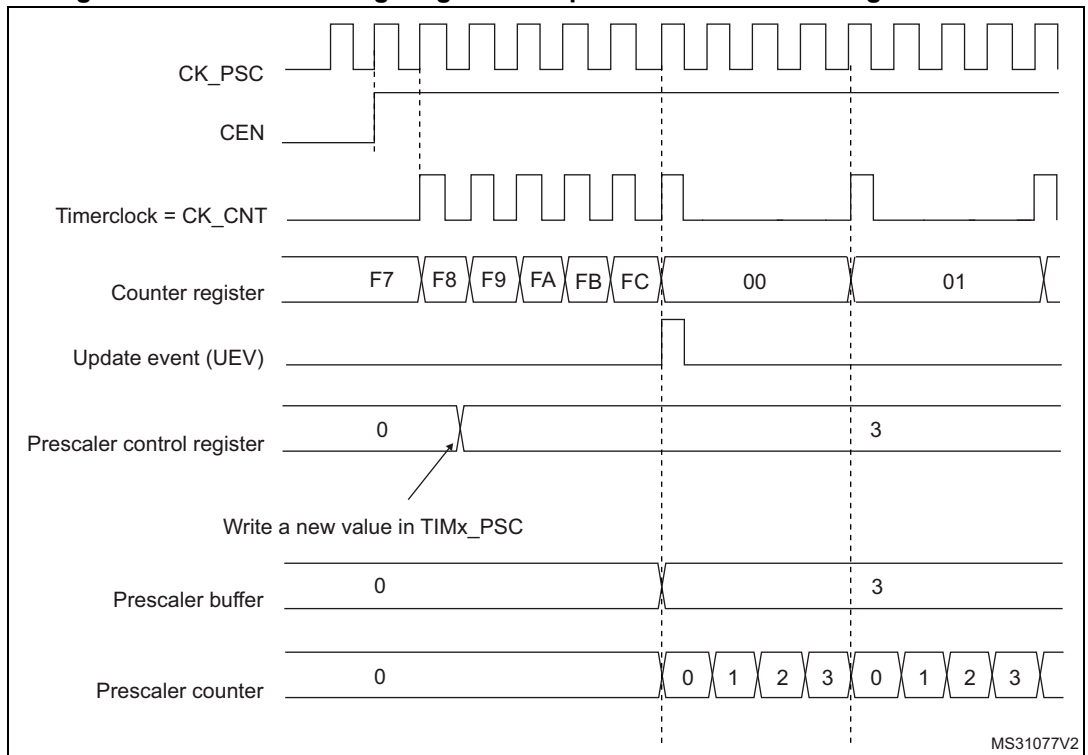 CK_PSC
CEN
Timerclock = CK_CNT
Counter register F7 F8 F9 FA FB FC 00 01
Update event (UEV)
Prescaler control register 0 3
Write a new value in TIMx_PSC
Prescaler buffer 0 3
Prescaler counter 0 0 1 2 3 0 1 2 3
MS31077V2